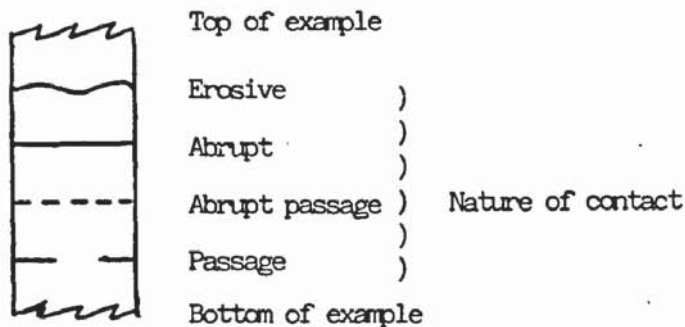 Top of example
Erosive )
)
Abrupt )
)
Abrupt passage ) Nature of contact
)
Passage )
Bottom of example